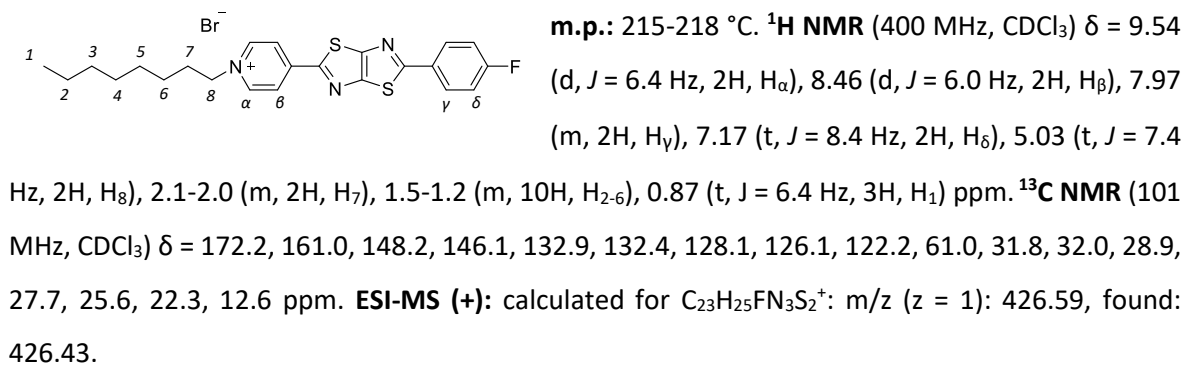 Br⁻
1 2 3 4 5 6 7 8
N⁺ α β S N N S γ δ F
m.p.: 215-218 °C. ¹H NMR (400 MHz, CDCl₃) δ = 9.54
(d, J = 6.4 Hz, 2H, Hα), 8.46 (d, J = 6.0 Hz, 2H, Hβ), 7.97
(m, 2H, Hγ), 7.17 (t, J = 8.4 Hz, 2H, Hδ), 5.03 (t, J = 7.4
Hz, 2H, H₈), 2.1-2.0 (m, 2H, H₇), 1.5-1.2 (m, 10H, H₂₋₆), 0.87 (t, J = 6.4 Hz, 3H, H₁) ppm. ¹³C NMR (101
MHz, CDCl₃) δ = 172.2, 161.0, 148.2, 146.1, 132.9, 132.4, 128.1, 126.1, 122.2, 61.0, 31.8, 32.0, 28.9,
27.7, 25.6, 22.3, 12.6 ppm. ESI-MS (+): calculated for C₂₃H₂₅FN₃S₂⁺: m/z (z = 1): 426.59, found:
426.43.